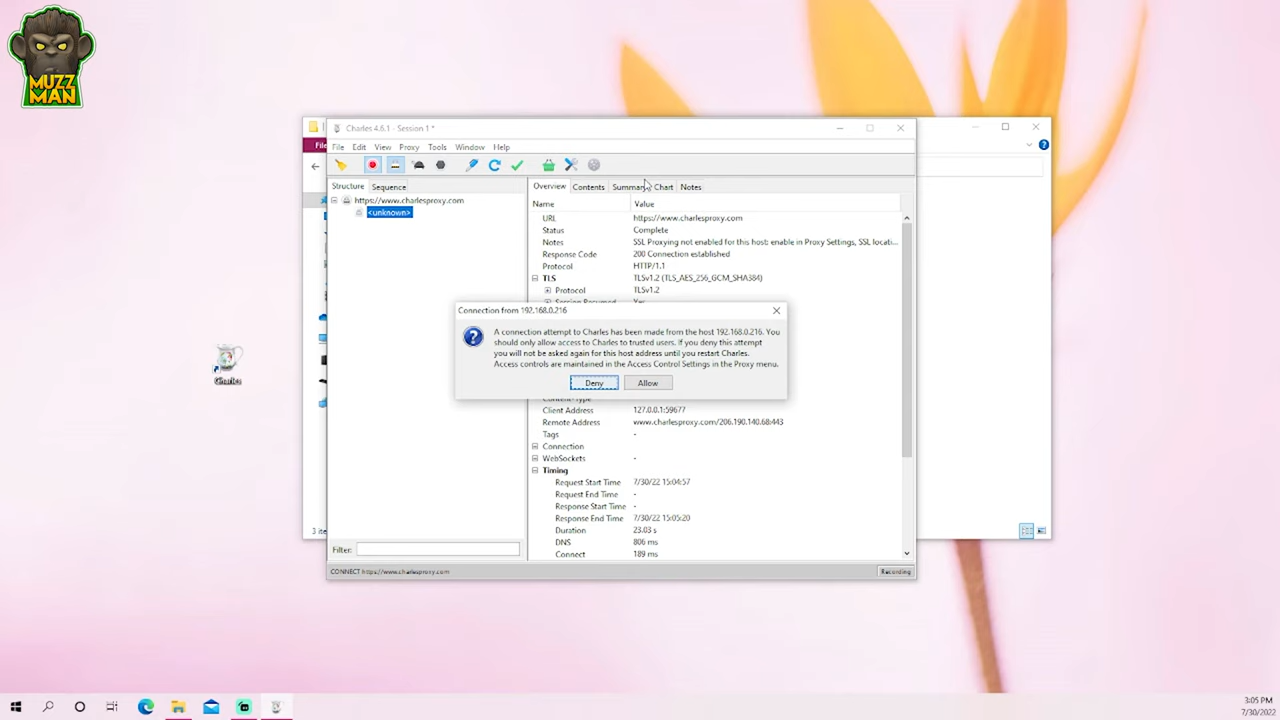 MUZZ
MAN
Charles 4.6.1 - Session 1 *
File Edit View Proxy Tools Window Help
File
Structure Sequence
https://www.charlesproxy.com
<unknown>
Overview Contents Summary Chart Notes
Name Value
URL https://www.charlesproxy.com
Status Complete
Notes SSL Proxying not enabled for this host: enable in Proxy Settings, SSL locati...
Response Code 200 Connection established
Protocol HTTP/1.1
TLS TLSv1.2 (TLS_AES_256_GCM_SHA384)
Protocol TLSv1.2
Session Resumed Yes
Connection from 192.168.0.216
A connection attempt to Charles has been made from the host 192.168.0.216. You
should only allow access to Charles to trusted users. If you deny this attempt
you will not be asked again for this host address until you restart Charles.
Access controls are maintained in the Access Control Settings in the Proxy menu.
Deny Allow
Charles
Content-Type
Client Address 127.0.0.1:59677
Remote Address www.charlesproxy.com/206.190.140.68:443
Tags -
Connection
WebSockets -
Timing
Request Start Time 7/30/22 15:04:57
Request End Time -
Response Start Time -
Response End Time 7/30/22 15:05:20
Duration 23.03 s
DNS 806 ms
Connect 189 ms
3 ite
Filter:
CONNECT https://www.charlesproxy.com
Recording
3:05 PM
7/30/2022